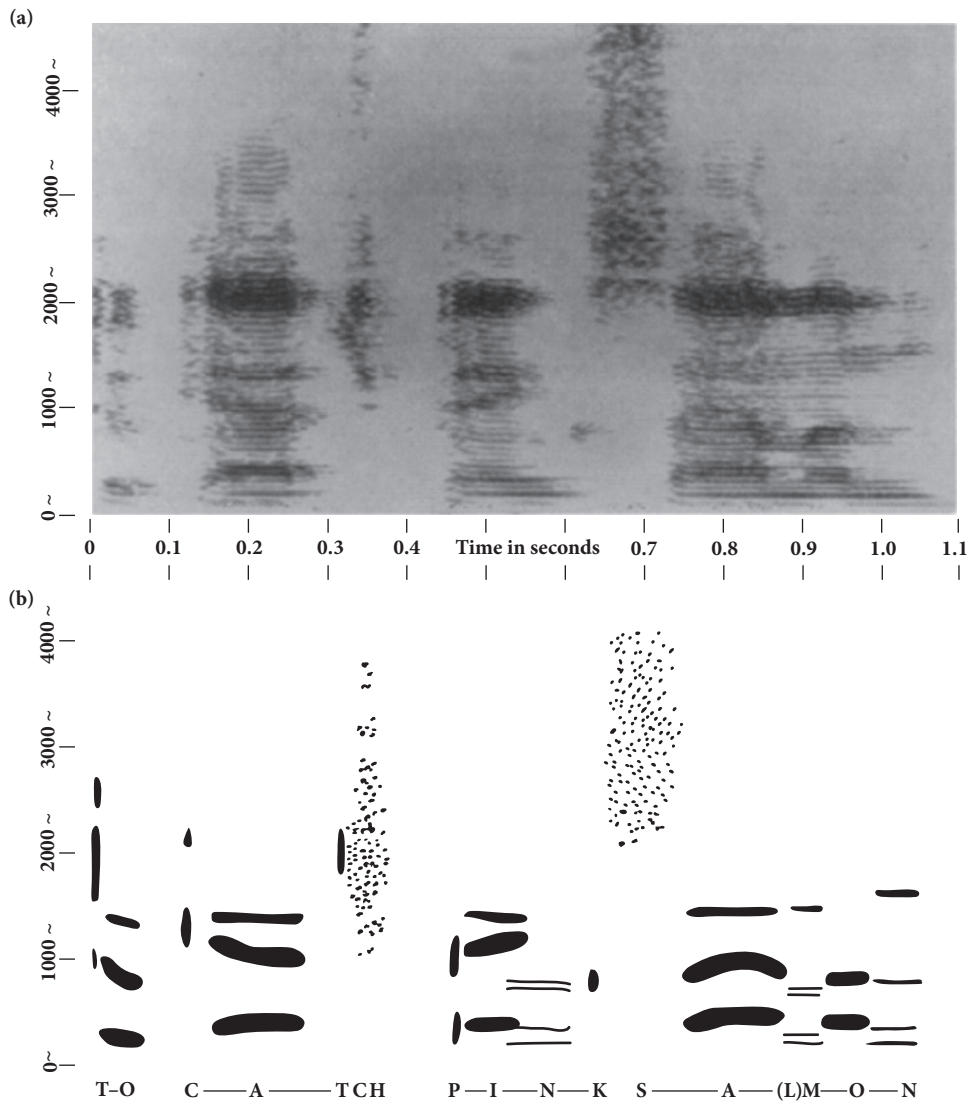 (a)
4000 ~
3000 ~
2000 ~
1000 ~
0 ~
0 0.1 0.2 0.3 0.4 Time in seconds 0.7 0.8 0.9 1.0 1.1
(b)
4000 ~
3000 ~
2000 ~
1000 ~
0~
T–O C — A — T C H P — I — N — K S — A — (L)M — O — N